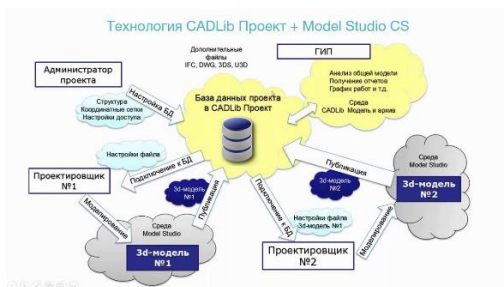 Технология CADLib Проект + Model Studio CS
Дополнительные
файлы
IFC, DWG, 3DS, U3D
ГИП
Администратор
проекта
Анализ общей модели
Получение отчетов
График работ и т.д.
Среда
CADLib Модель и архив
База данных проекта
в CADLib Проект
Настройка БД
Структура
Координатные сетки
Настройки доступа
Настройки файла
Подключение к БД
Проектировщик
№1
3d-модель
№1
Публикация
Моделирование
Среда
Model Studio
3d-модель
№1
Подключение к БД
Настройки файла
3d-модель №1
Проектировщик
№2
Публикация
3d-модель
№2
Моделирование
Среда
Model Studio
3d-модель
№2